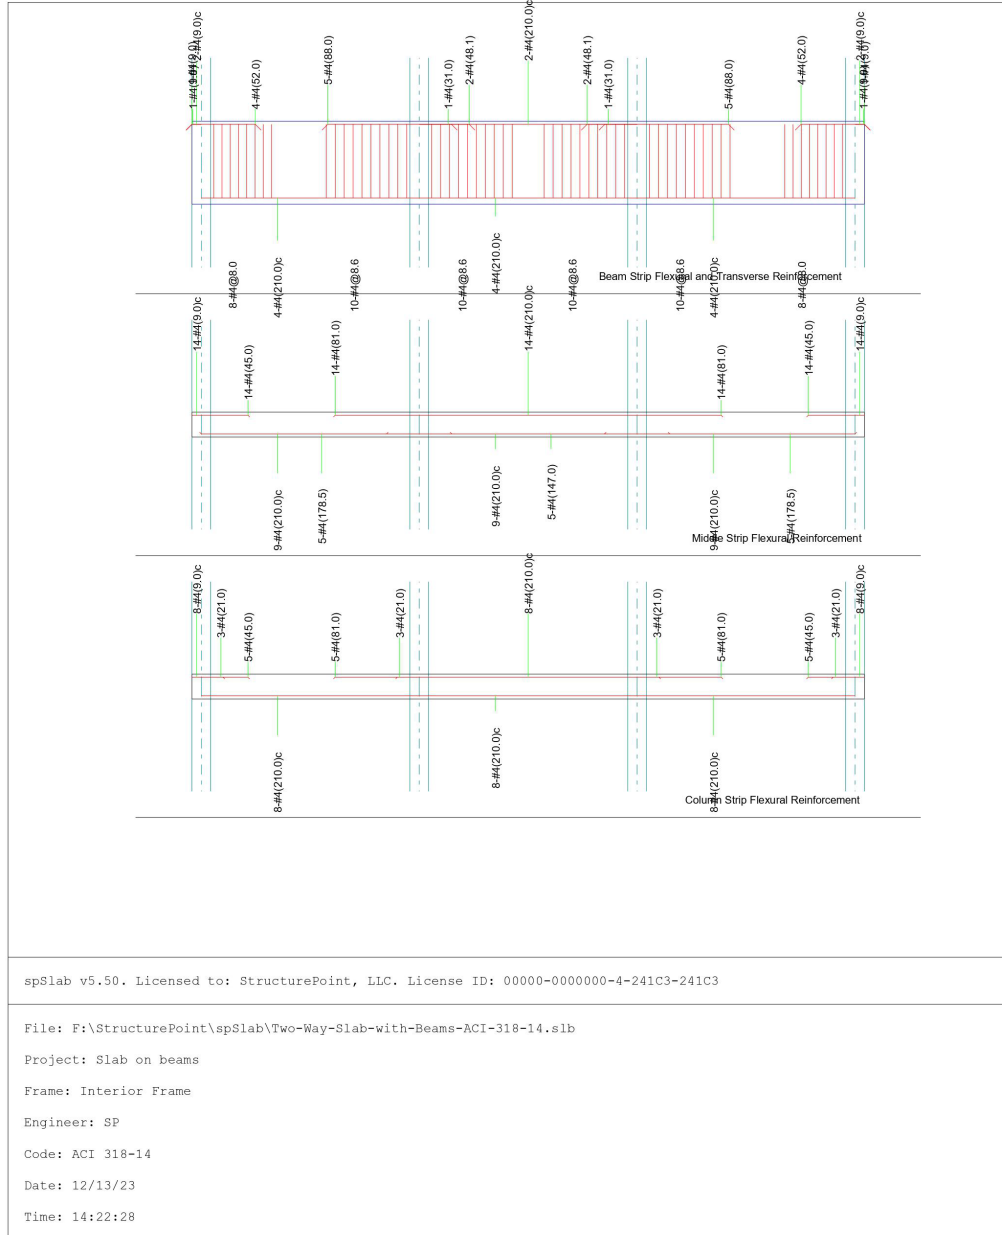 2-#4(9.0)c
5-#4(88.0)
1-#4(31.0)
2-#4(48.1)
2-#4(210.0)c
2-#4(48.1)
1-#4(31.0)
5-#4(88.0)
4-#4(52.0)
2-#4(9.0)c
1-#4(9.0)
4-#4(52.0)
8-#4@8.0
4-#4(210.0)c
10-#4@8.6
10-#4@8.6
4-#4(210.0)c
10-#4@8.6
10-#4@8.6
4-#4(210.0)c
8-#4@8.0
Beam Strip Flexural and Transverse Reinforcement
14-#4(9.0)c
14-#4(45.0)
14-#4(81.0)
14-#4(210.0)c
14-#4(81.0)
14-#4(45.0)
14-#4(9.0)c
9-#4(210.0)c
5-#4(178.5)
9-#4(210.0)c
5-#4(147.0)
9-#4(210.0)c
5-#4(178.5)
Middle Strip Flexural Reinforcement
8-#4(9.0)c
3-#4(21.0)
5-#4(45.0)
5-#4(81.0)
3-#4(21.0)
8-#4(210.0)c
3-#4(21.0)
5-#4(81.0)
5-#4(45.0)
3-#4(21.0)
8-#4(9.0)c
8-#4(210.0)c
8-#4(210.0)c
8-#4(210.0)c
Column Strip Flexural Reinforcement
spSlab v5.50. Licensed to: StructurePoint, LLC. License ID: 00000-0000000-4-241C3-241C3
File: F:\StructurePoint\spSlab\Two-Way-Slab-with-Beams-ACI-318-14.slb
Project: Slab on beams
Frame: Interior Frame
Engineer: SP
Code: ACI 318-14
Date: 12/13/23
Time: 14:22:28